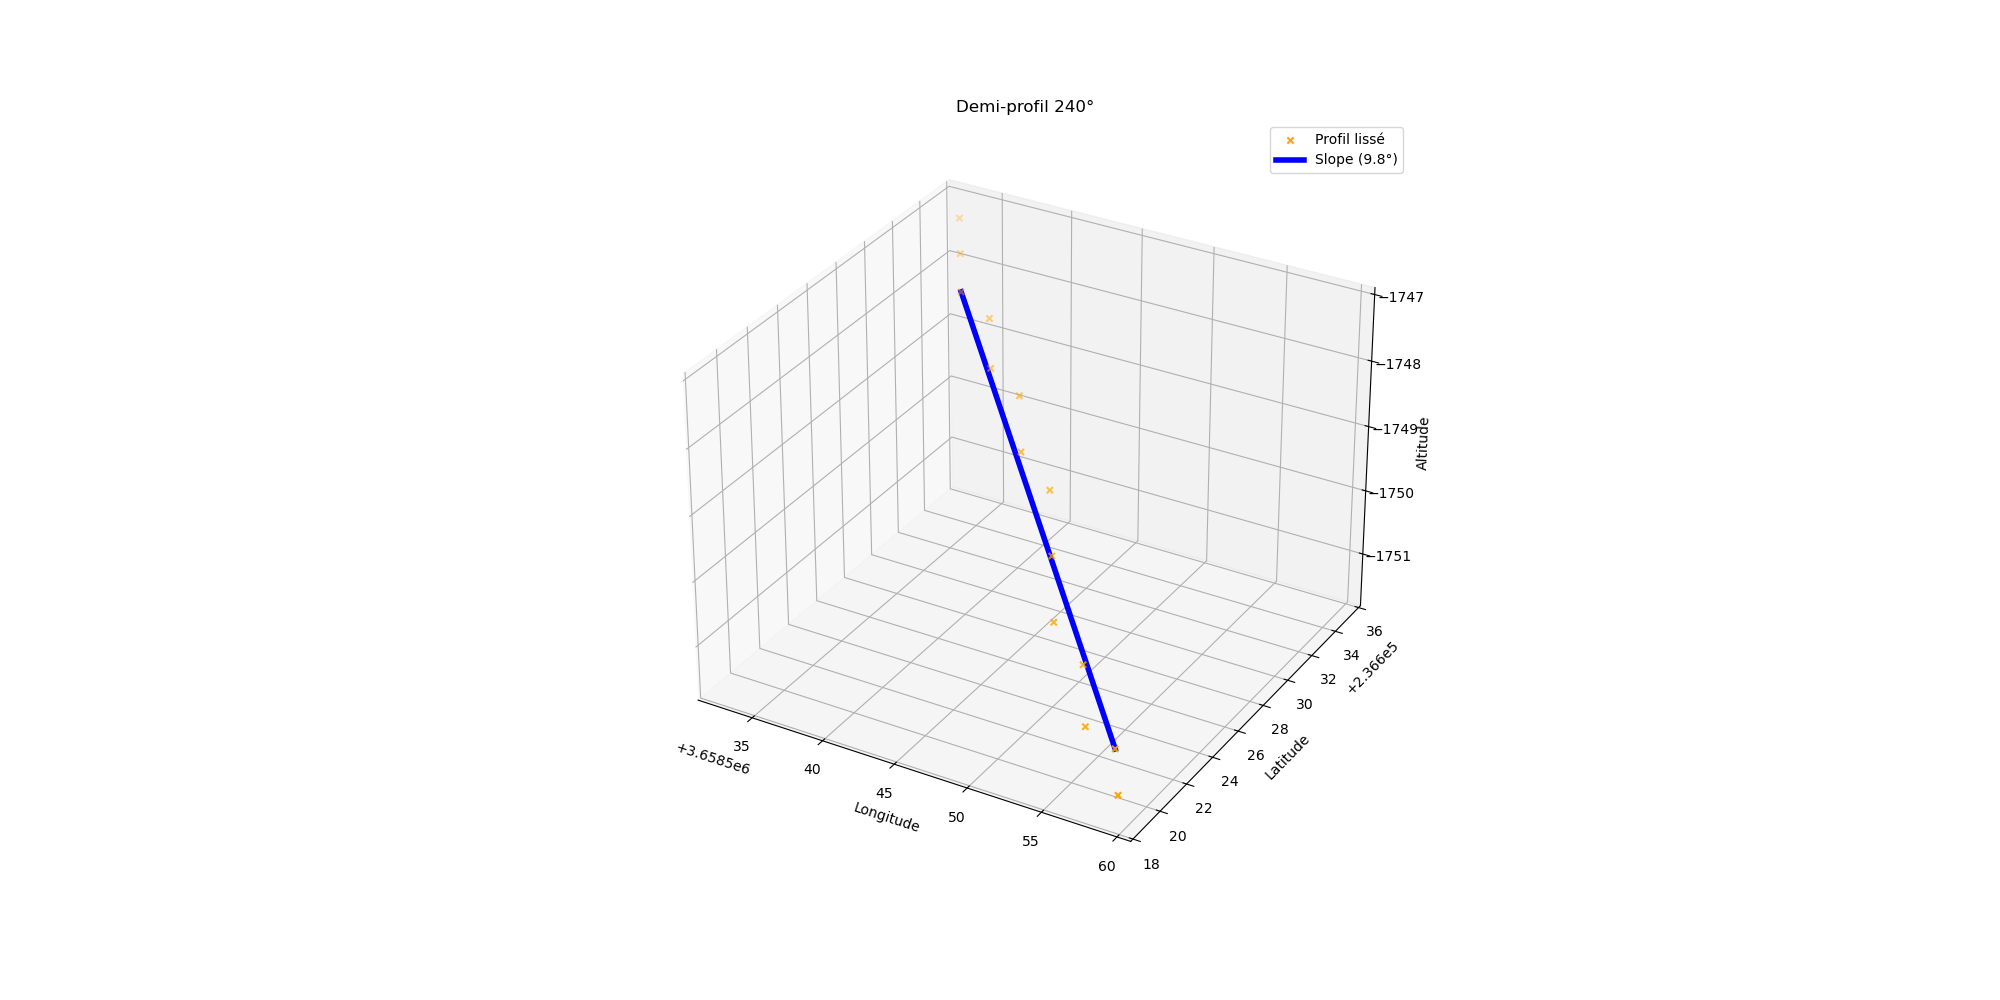 Demi-profil 240°
Profil lissé
Slope (9.8°)
−1747
−1748
−1749
−1750
−1751
Altitude
36
34
32
30
28
26
24
22
20
18
+2.366e5
Latitude
35
40
45
50
55
60
+3.6585e6
Longitude